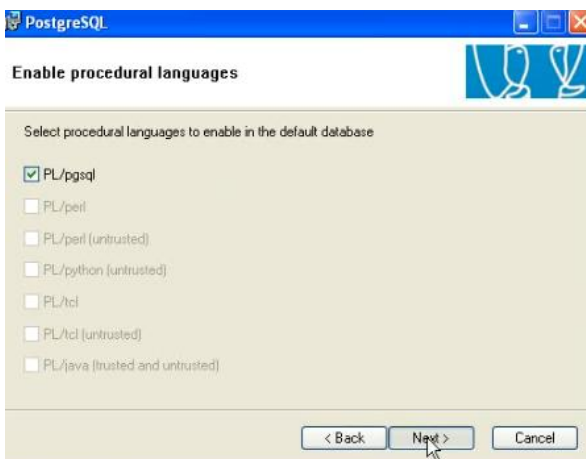 PostgreSQL
Enable procedural languages
Select procedural languages to enable in the default database
PL/pgsql
PL/perl
PL/perl (untrusted)
PL/python (untrusted)
PL/tcl
PL/tcl (untrusted)
PL/java (trusted and untrusted)
< Back Next > Cancel